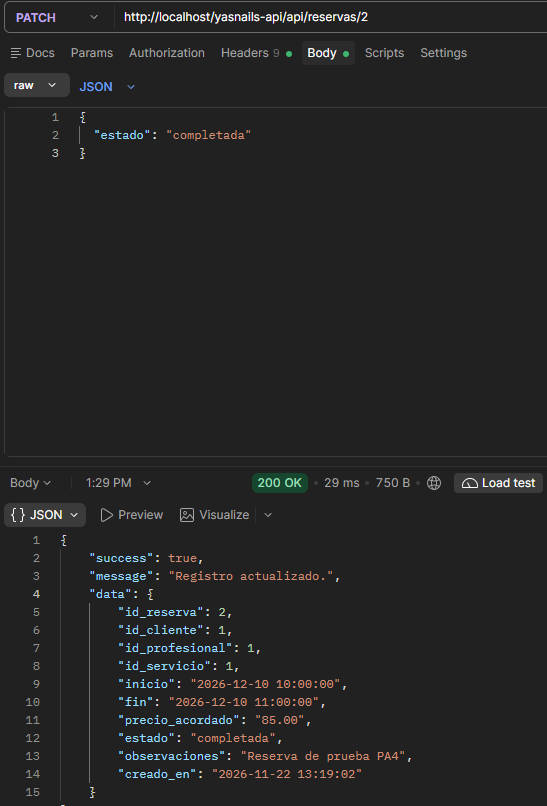 PATCH http://localhost/yasnails-api/api/reservas/2
Docs Params Authorization Headers 9 Body Scripts Settings
raw JSON
1 {
2 "estado": "completada"
3 }
Body 1:29 PM 200 OK 29 ms 750 B Load test
{} JSON Preview Visualize
1 {
2 "success": true,
3 "message": "Registro actualizado.",
4 "data": {
5 "id_reserva": 2,
6 "id_cliente": 1,
7 "id_profesional": 1,
8 "id_servicio": 1,
9 "inicio": "2026-12-10 10:00:00",
10 "fin": "2026-12-10 11:00:00",
11 "precio_acordado": "85.00",
12 "estado": "completada",
13 "observaciones": "Reserva de prueba PA4",
14 "creado_en": "2026-11-22 13:19:02"
15 }